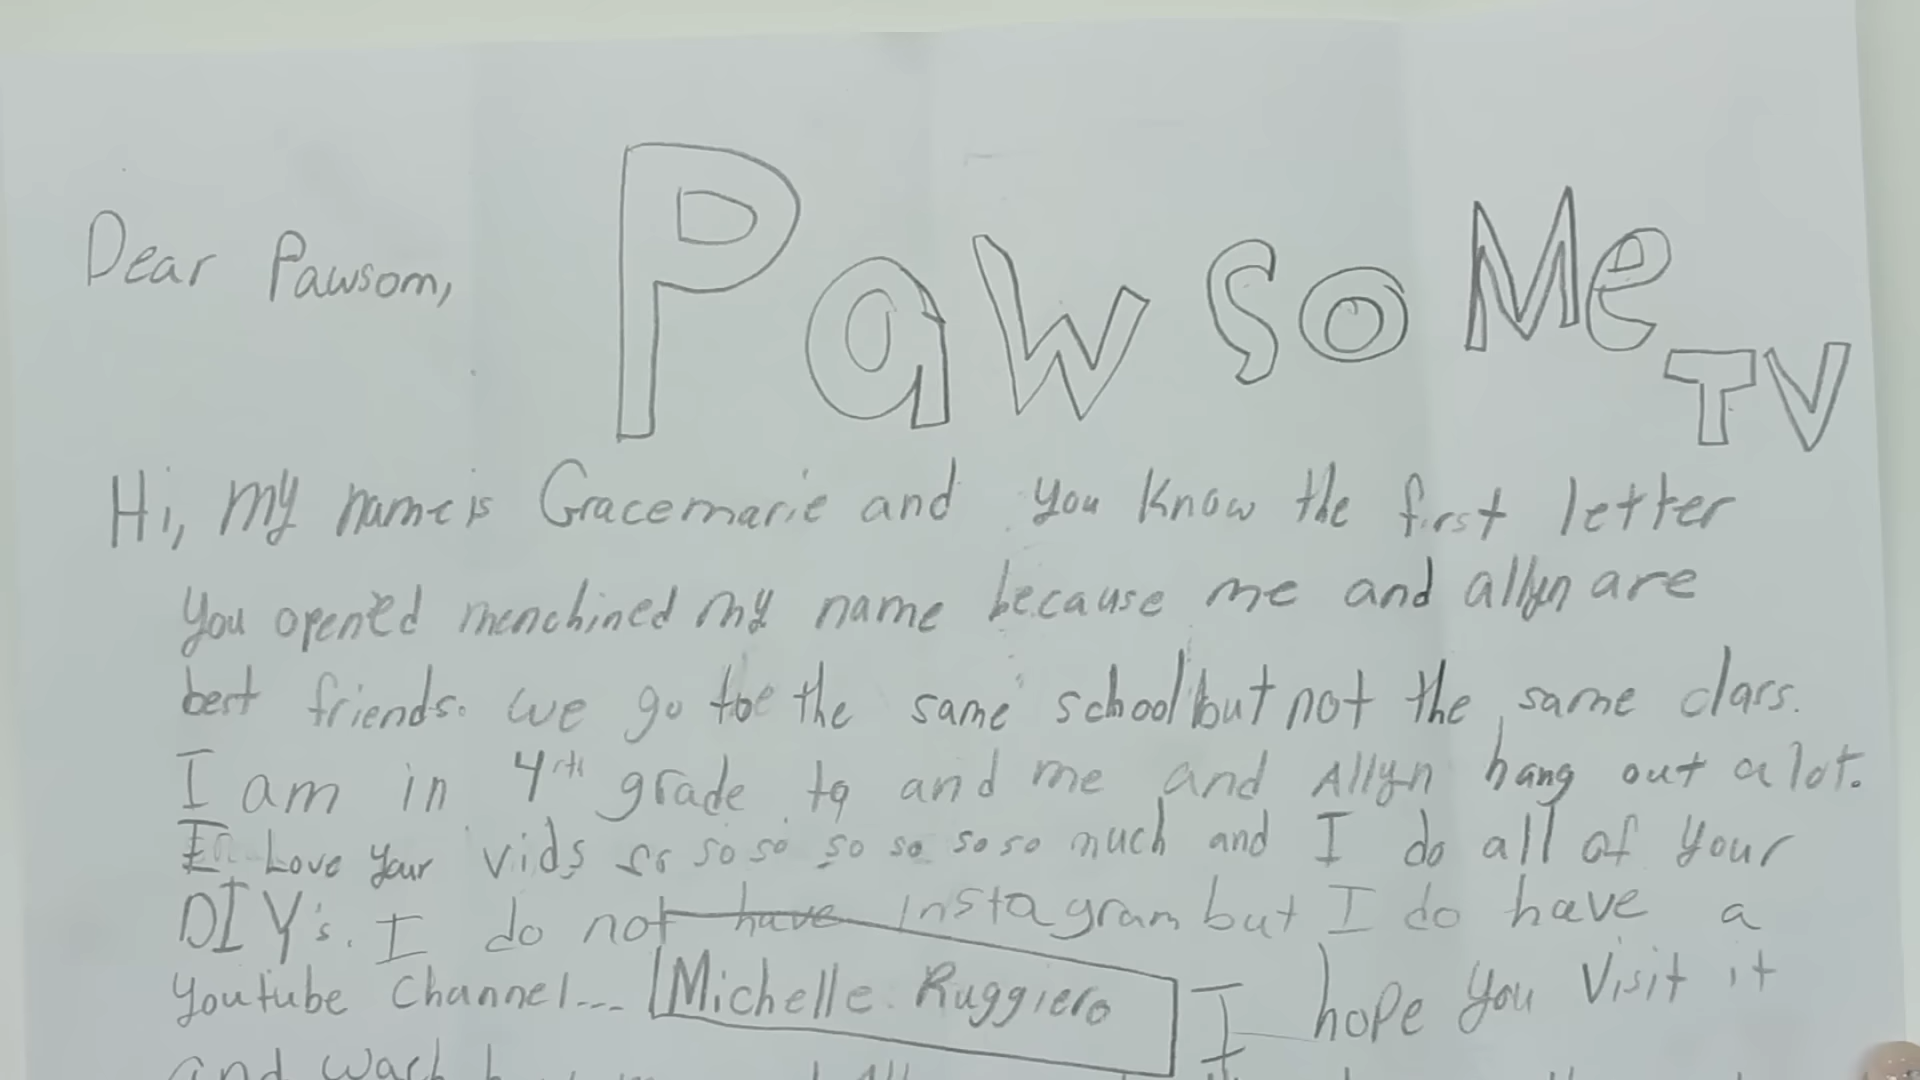 Dear Pawsom,
PawsoMe
TV
Hi, my name is Gracemarie and you know the first letter
you opened menchined my name because me and allyn are
best friends. we go toe the same school but not the same class.
I am in 4rth grade to and me and Allyn hang out a lot.
I Love your vids so so so so so so so much and I do all of your
DIY's. I do not have instagram but I do have a
youtube channel... Michelle Ruggiero I hope you visit it
and